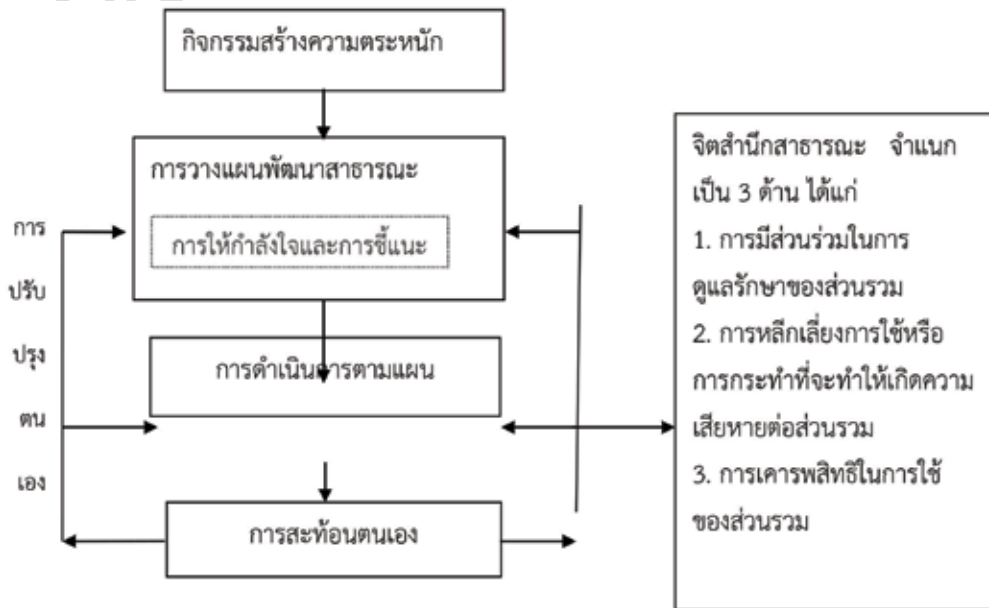 กิจกรรมสร้างความตระหนัก
การวางแผนพัฒนาสาธารณะ
การให้กำลังใจและการชี้แนะ
การดำเนินการตามแผน
การสะท้อนตนเอง
การ
ปรับ
ปรุง
ตน
เอง
จิตสำนึกสาธารณะ จำแนก
เป็น 3 ด้าน ได้แก่
1. การมีส่วนร่วมในการ
ดูแลรักษาของส่วนรวม
2. การหลีกเลี่ยงการใช้หรือ
การกระทำที่จะทำให้เกิดความ
เสียหายต่อส่วนรวม
3. การเคารพสิทธิในการใช้
ของส่วนรวม